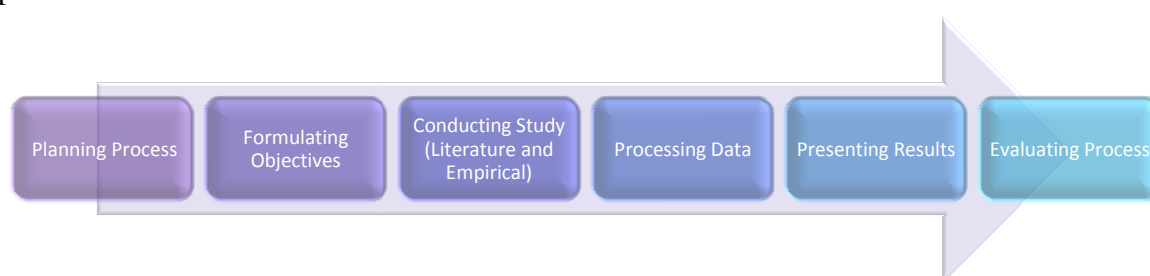 Planning Process
Formulating
Objectives
Conducting Study
(Literature and
Empirical)
Processing Data
Presenting Results
Evaluating Process